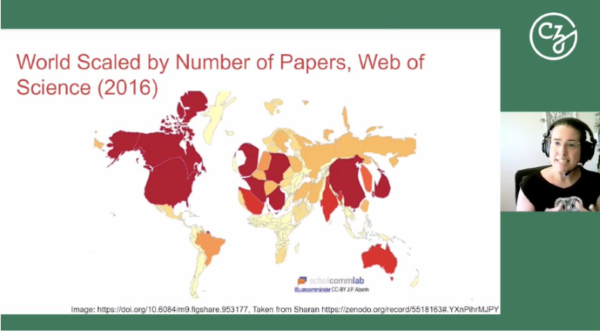 World Scaled by Number of Papers, Web of
Science (2016)
CZ
scholcommlab
@juancommander CC-BY J.P. Alperin
Image: https://doi.org/10.6084/m9.figshare.953177, Taken from Sharan https://zenodo.org/record/5518163#.YXnPlhrMJPY